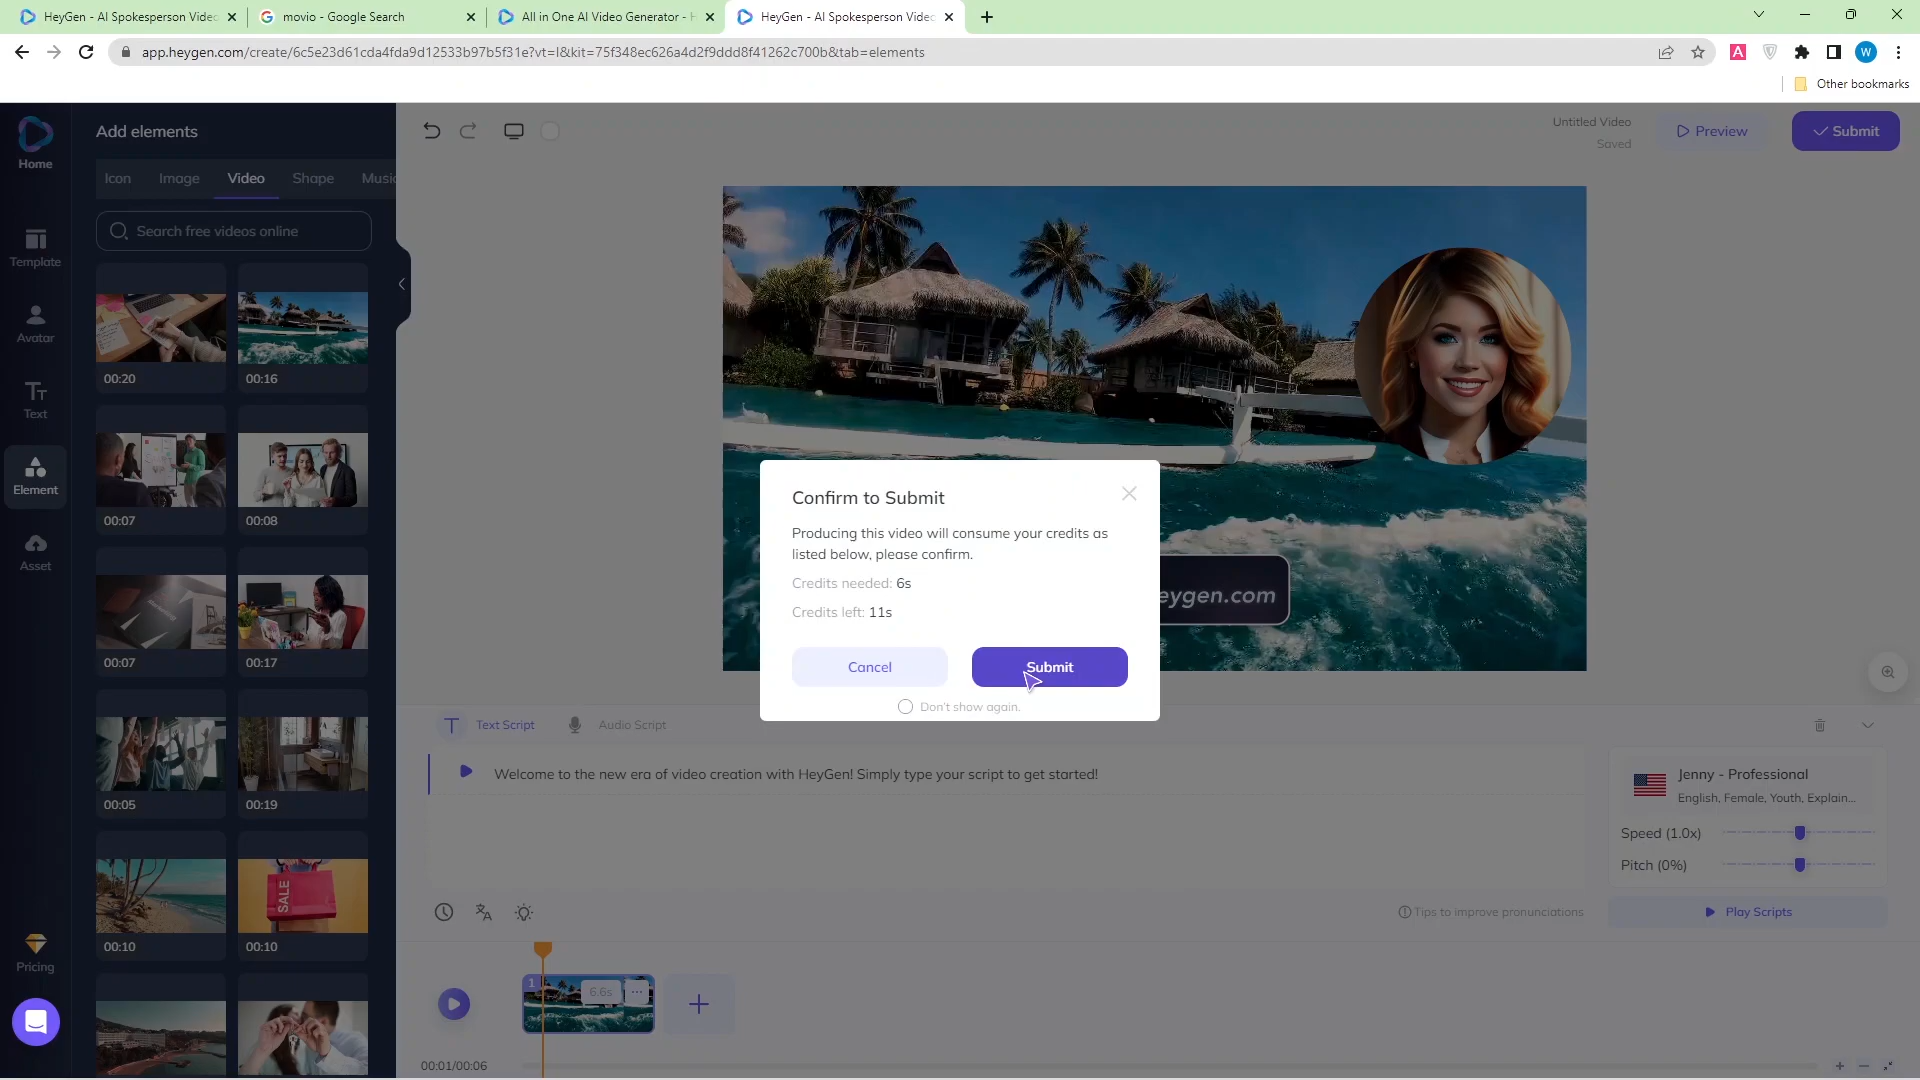 HeyGen - AI Spokesperson Video
movio - Google Search
All in One AI Video Generator - H
HeyGen - AI Spokesperson Video
app.heygen.com/create/6c5e23d61cda4fda9d12533b97b5f31e?vt=l&kit=75f348ec626a4d2f9ddd8f41262c700b&tab=elements
A
W
Other bookmarks
Home
Template
Avatar
Text
Element
Asset
Pricing
Add elements
Icon
Image
Video
Shape
Music
Search free videos online
00:20
00:16
00:07
00:08
00:07
00:17
00:05
00:19
SALE
00:10
00:10
Untitled Video
Saved
Preview
Submit
eygen.com
Confirm to Submit
Producing this video will consume your credits as
listed below, please confirm.
Credits needed: 6s
Credits left: 11s
Cancel
Submit
Don't show again.
Text Script
Audio Script
Welcome to the new era of video creation with HeyGen! Simply type your script to get started!
Jenny - Professional
English, Female, Youth, Explain...
Speed (1.0x)
Pitch (0%)
Tips to improve pronunciations
Play Scripts
1
6.6s
00:01/00:06